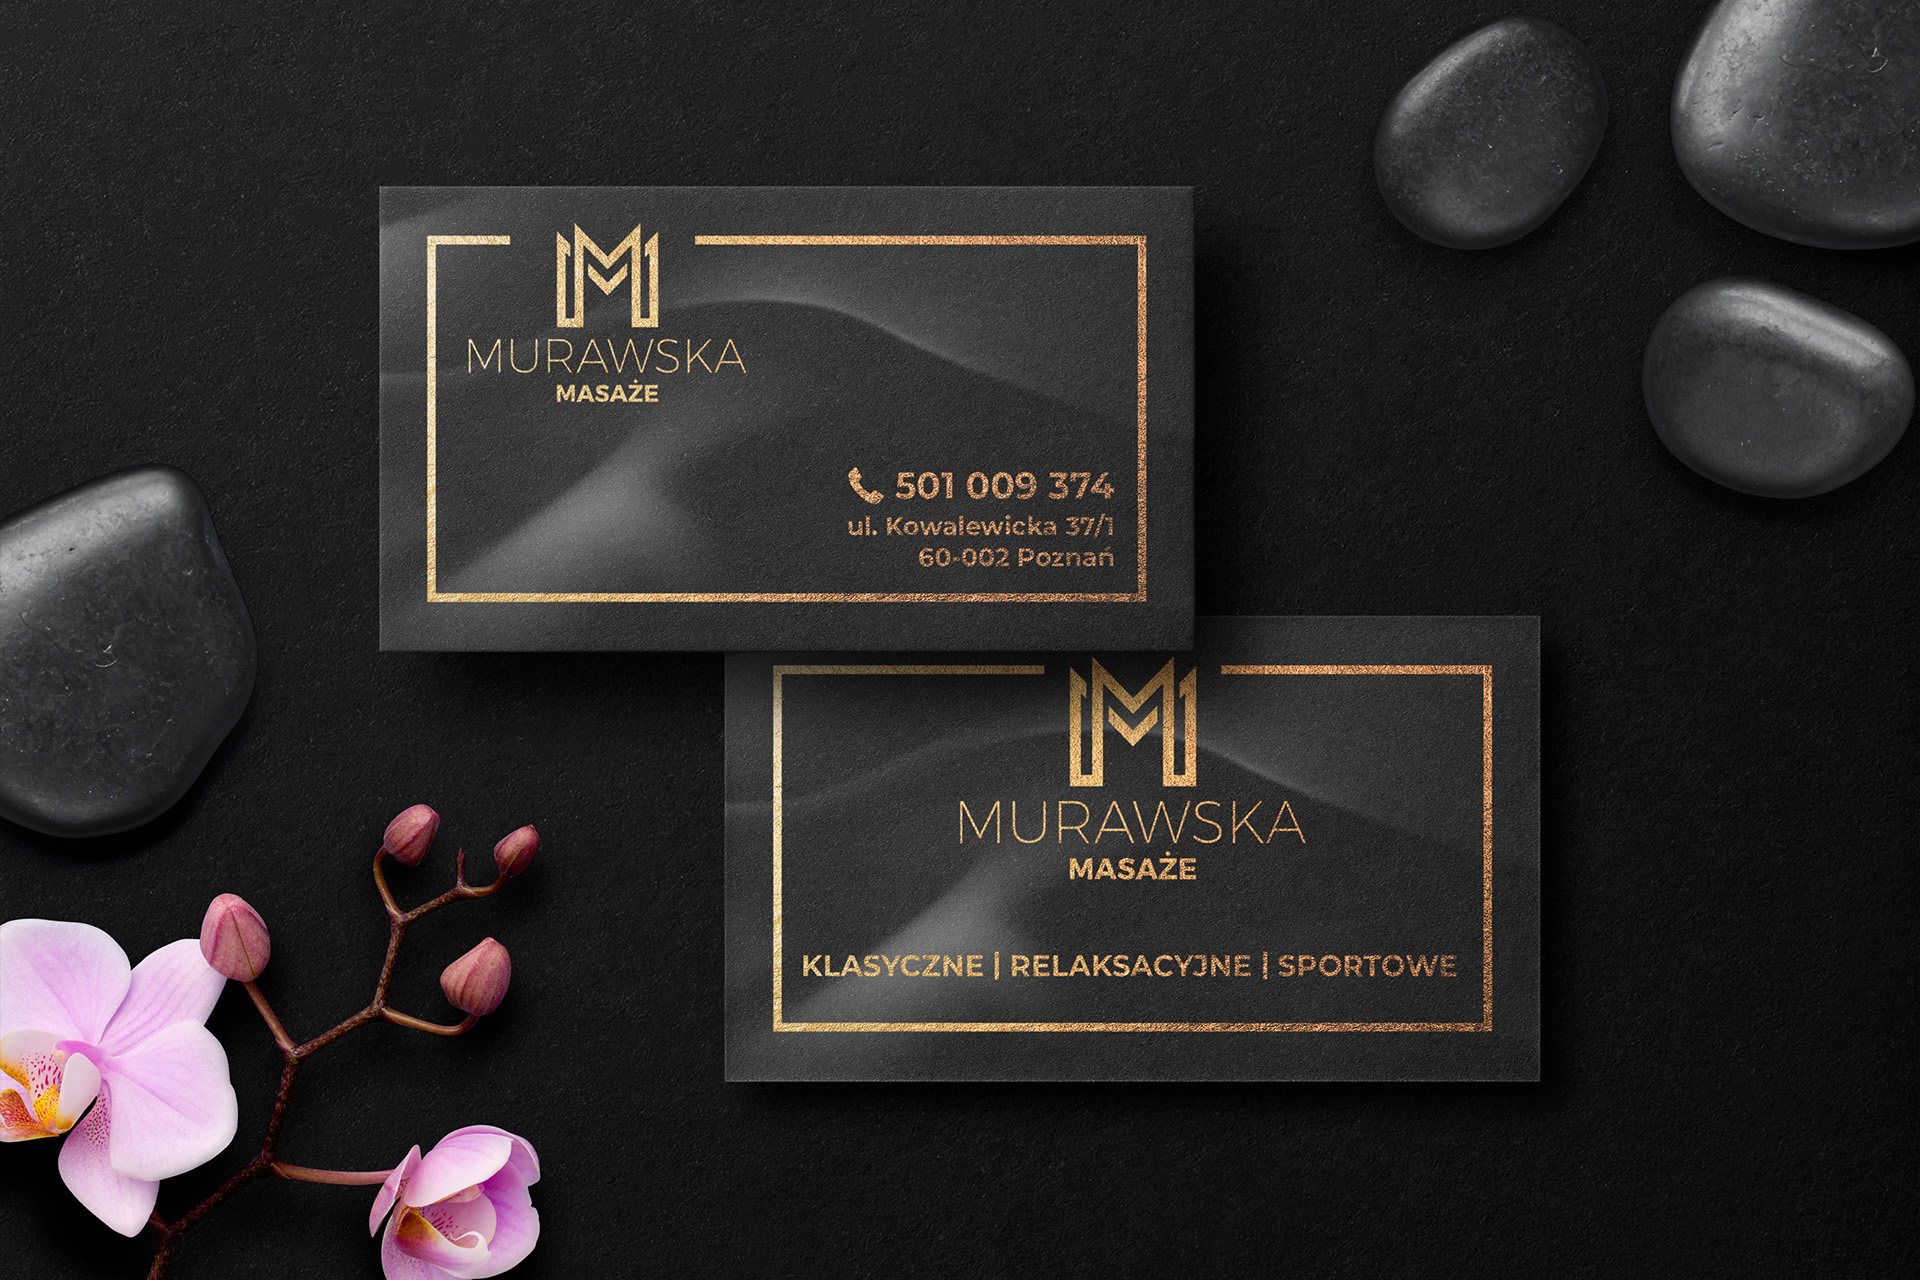 MURAWSKA
MASAŻE
501 009 374
ul. Kowalewicka 37/1
60-002 Poznań
MURAWSKA
MASAŻE
KLASYCZNE | RELAKSACYJNE | SPORTOWE